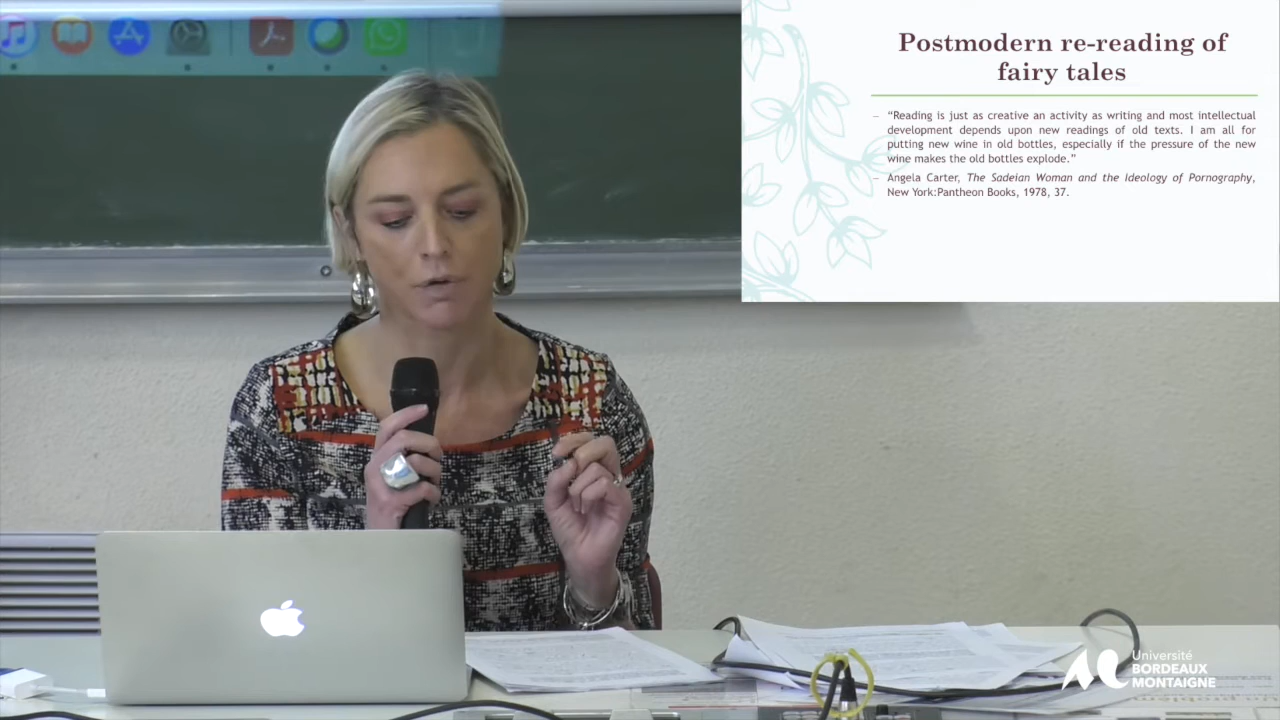 Postmodern re-reading of
fairy tales
– “Reading is just as creative an activity as writing and most intellectual
development depends upon new readings of old texts. I am all for
putting new wine in old bottles, especially if the pressure of the new
wine makes the old bottles explode.”
– Angela Carter, The Sadeian Woman and the Ideology of Pornography,
New York:Pantheon Books, 1978, 37.
Université
BORDEAUX
MONTAIGNE